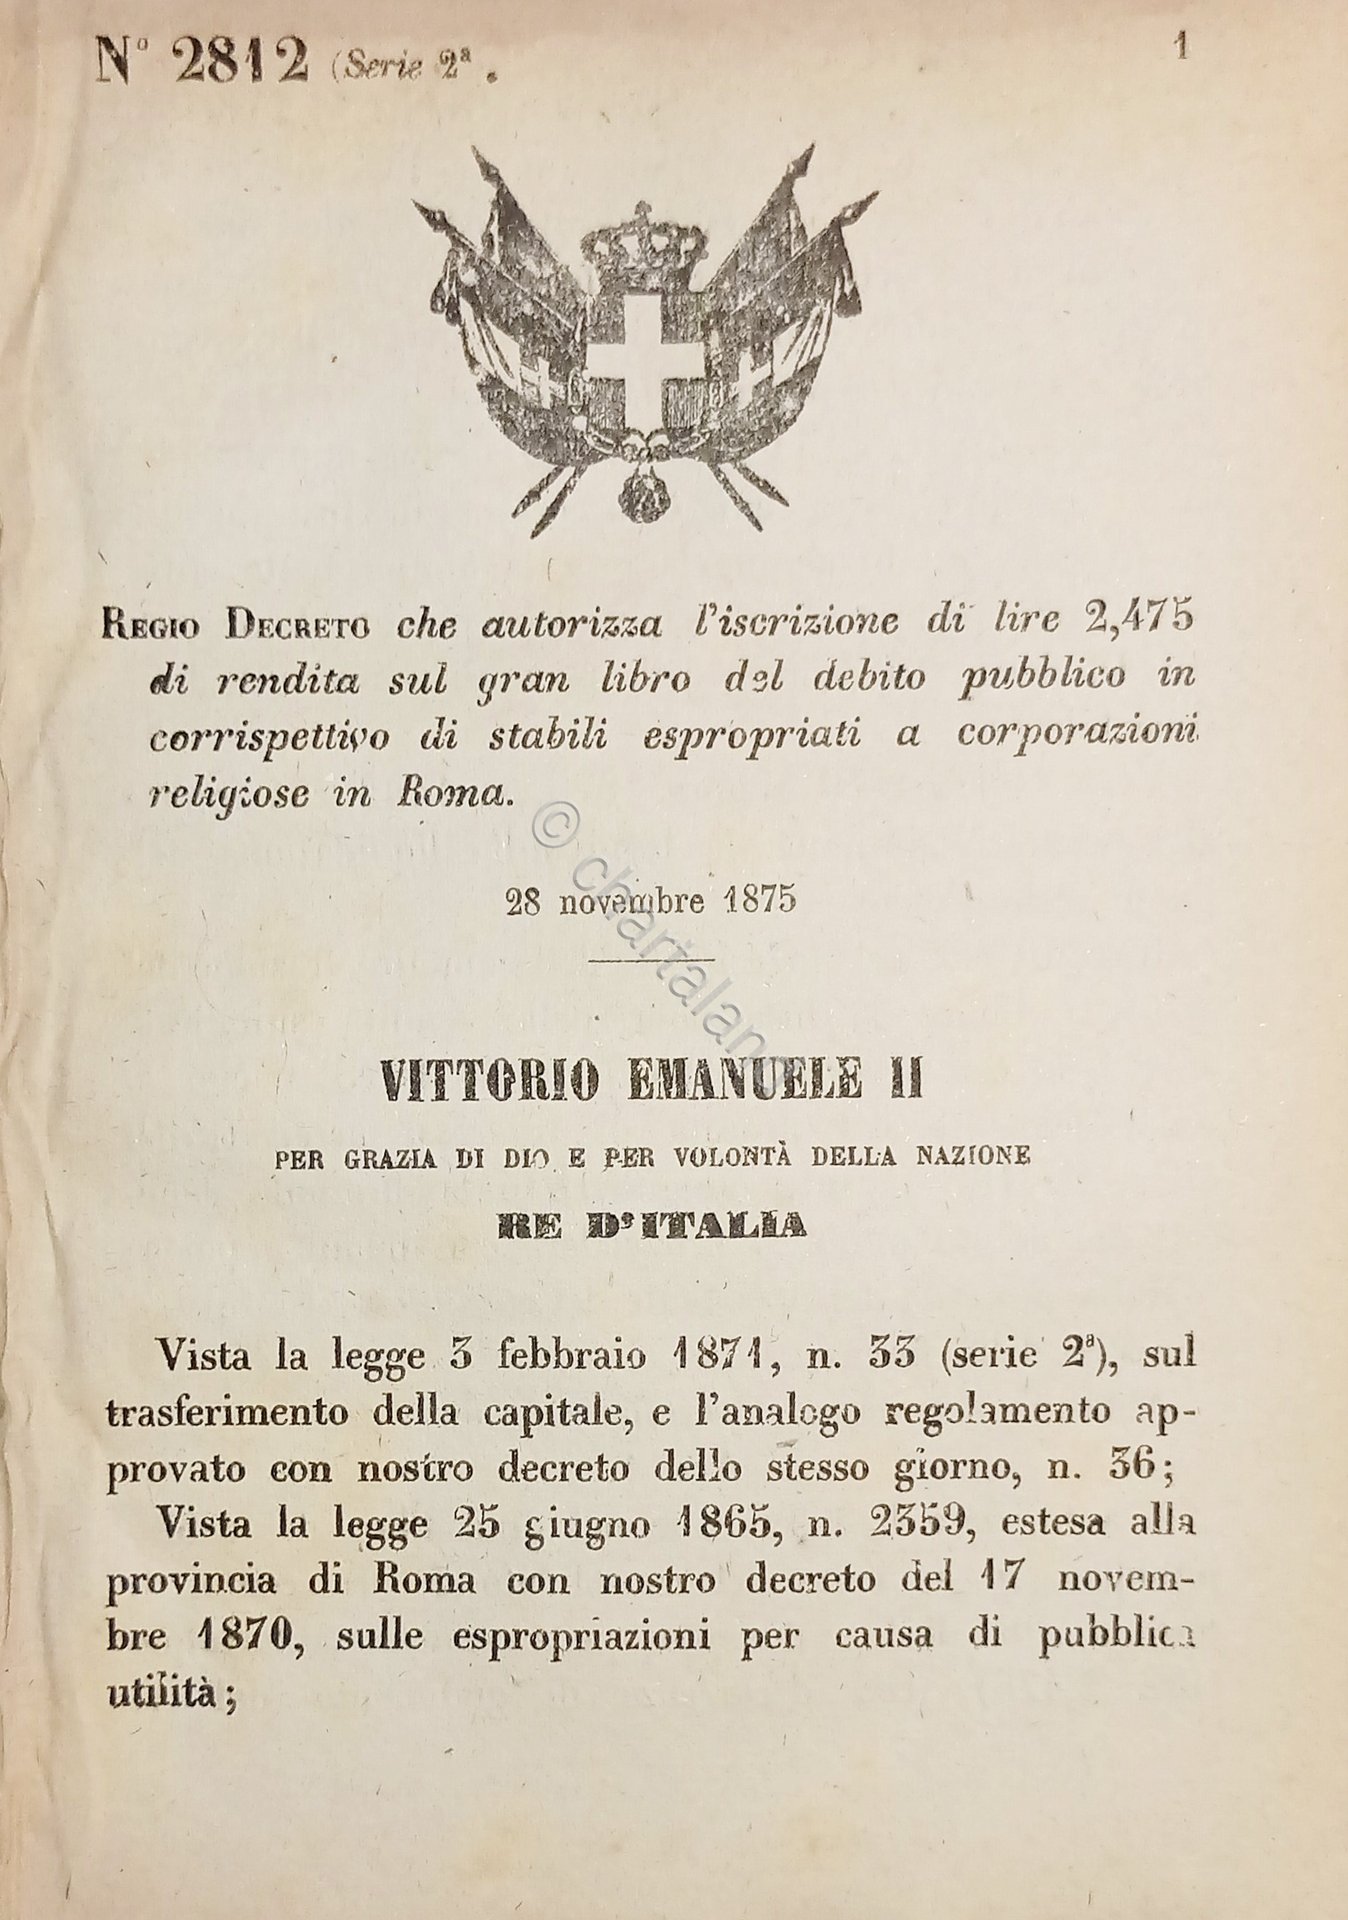 N° 2812 (Serie 2ª.
1
REGIO DECRETO che autorizza l'iscrizione di lire 2,475
di rendita sul gran libro del debito pubblico in
corrispettivo di stabili espropriati a corporazioni
religiose in Roma.
28 novembre 1875
© chartaland
VITTORIO EMANUELE II
PER GRAZIA DI DIO E PER VOLONTÀ DELLA NAZIONE
RE D'ITALIA
Vista la legge 3 febbraio 1871, n. 33 (serie 2ª), sul
trasferimento della capitale, e l'analogo regolamento ap-
provato con nostro decreto dello stesso giorno, n. 36;
Vista la legge 25 giugno 1865, n. 2359, estesa alla
provincia di Roma con nostro decreto del 17 novem-
bre 1870, sulle espropriazioni per causa di pubblica
utilità;